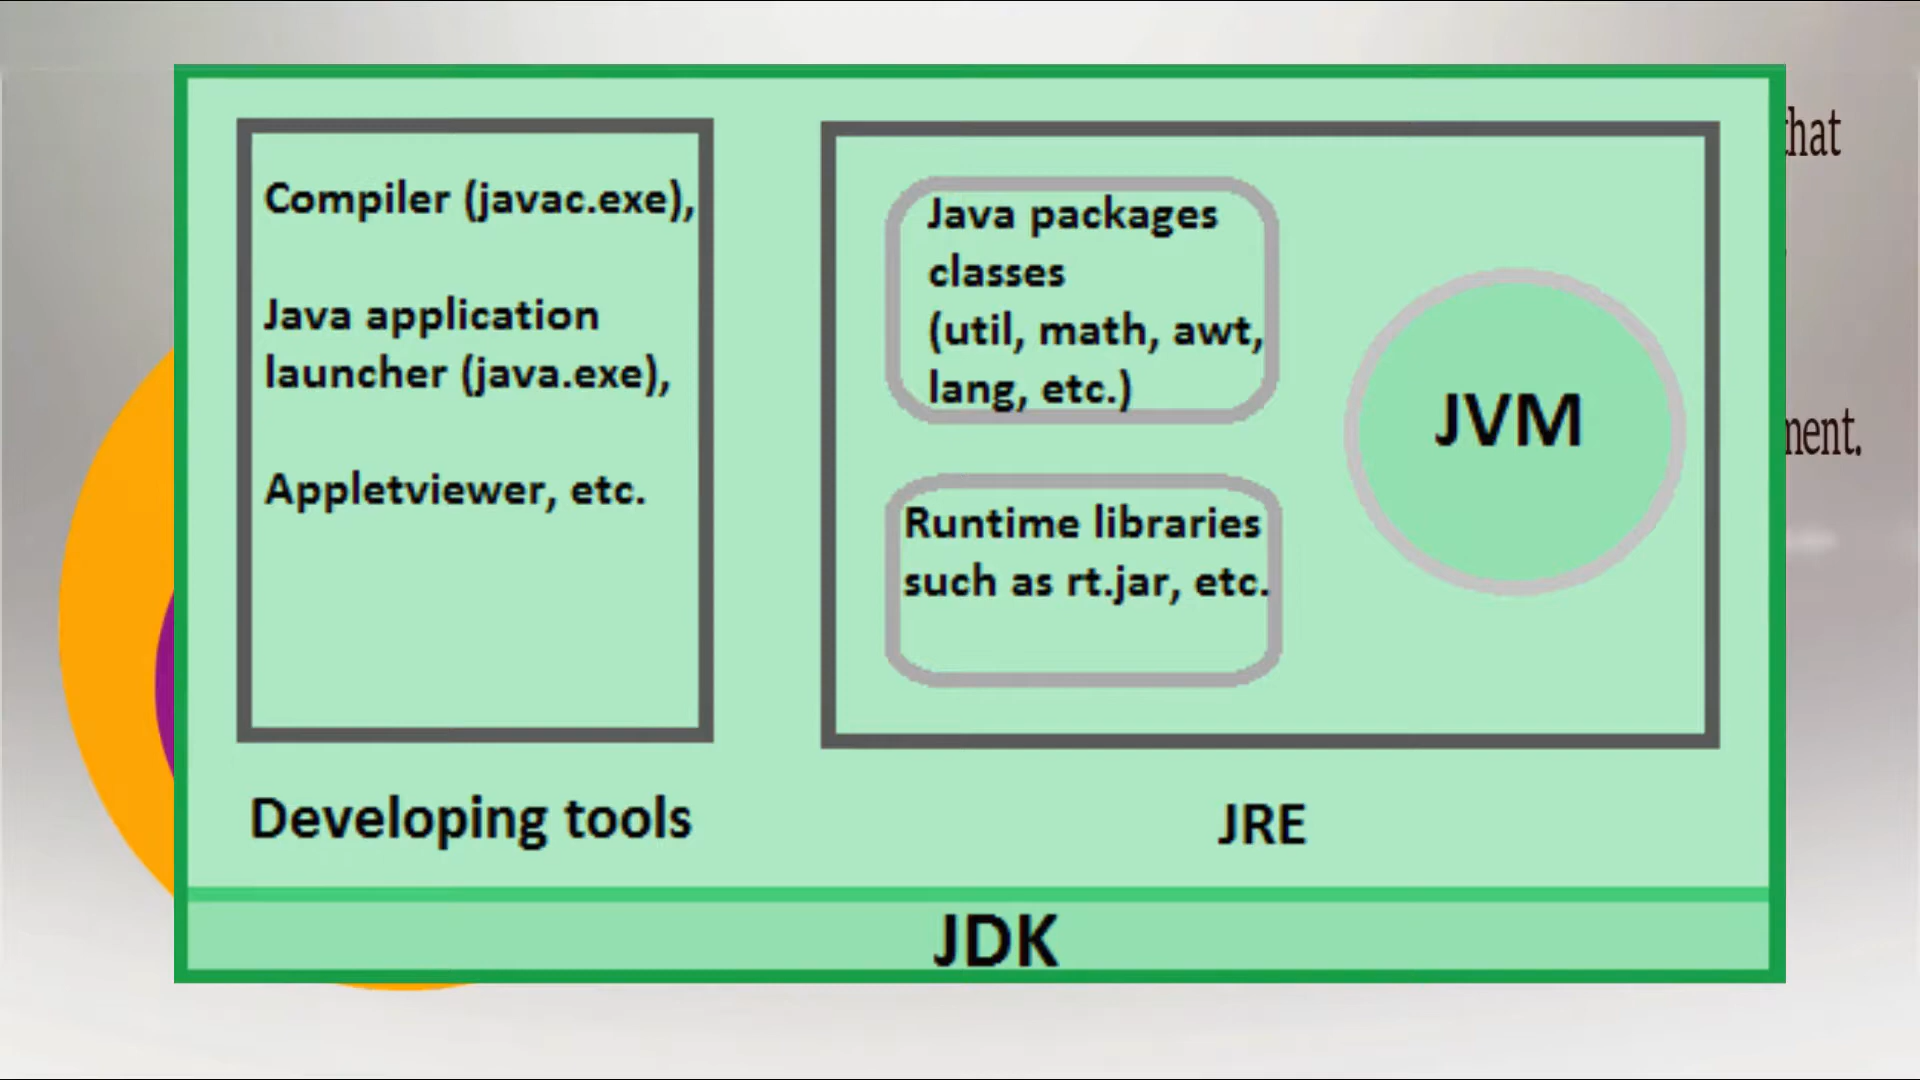 Compiler (javac.exe),
Java application
launcher (java.exe),
Appletviewer, etc.
Developing tools
Java packages
classes
(util, math, awt,
lang, etc.)
Runtime libraries
such as rt.jar, etc.
JVM
JRE
JDK
that